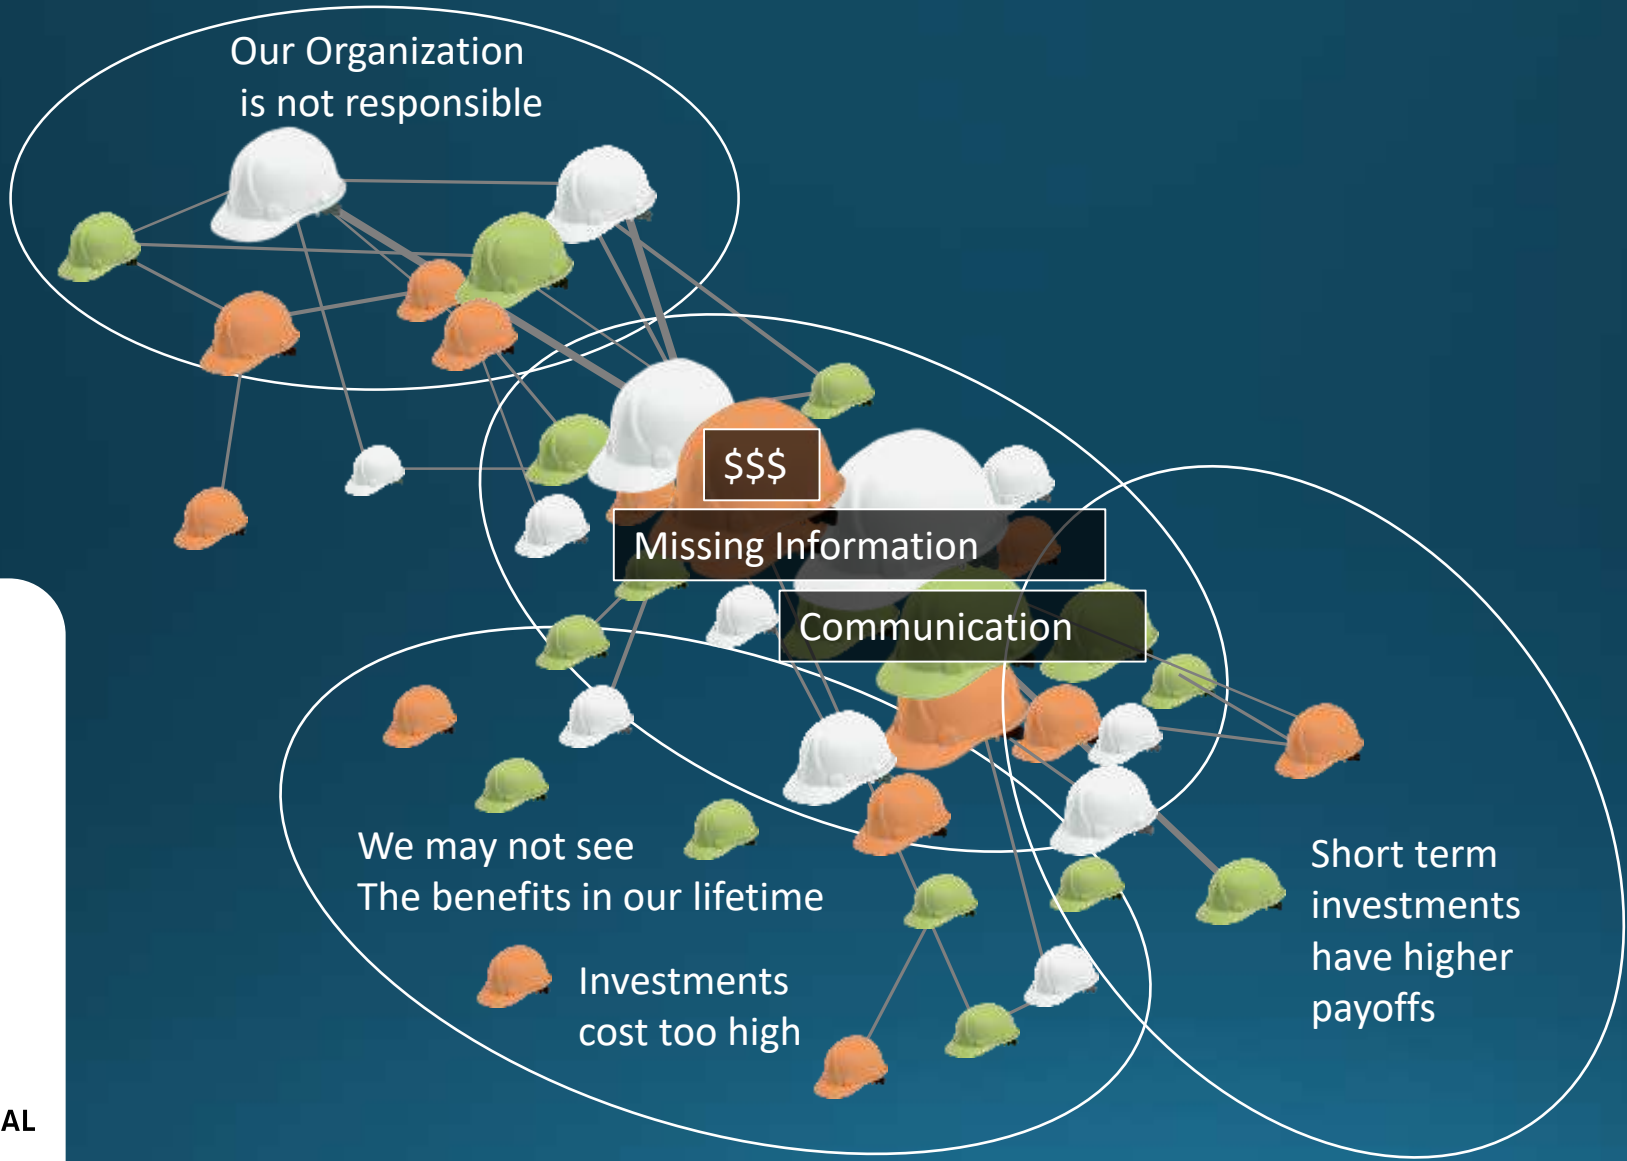 Our Organization
is not responsible
$$$
Missing Information
Communication
We may not see
The benefits in our lifetime
Investments
cost too high
Short term
investments
have higher
payoffs
AL